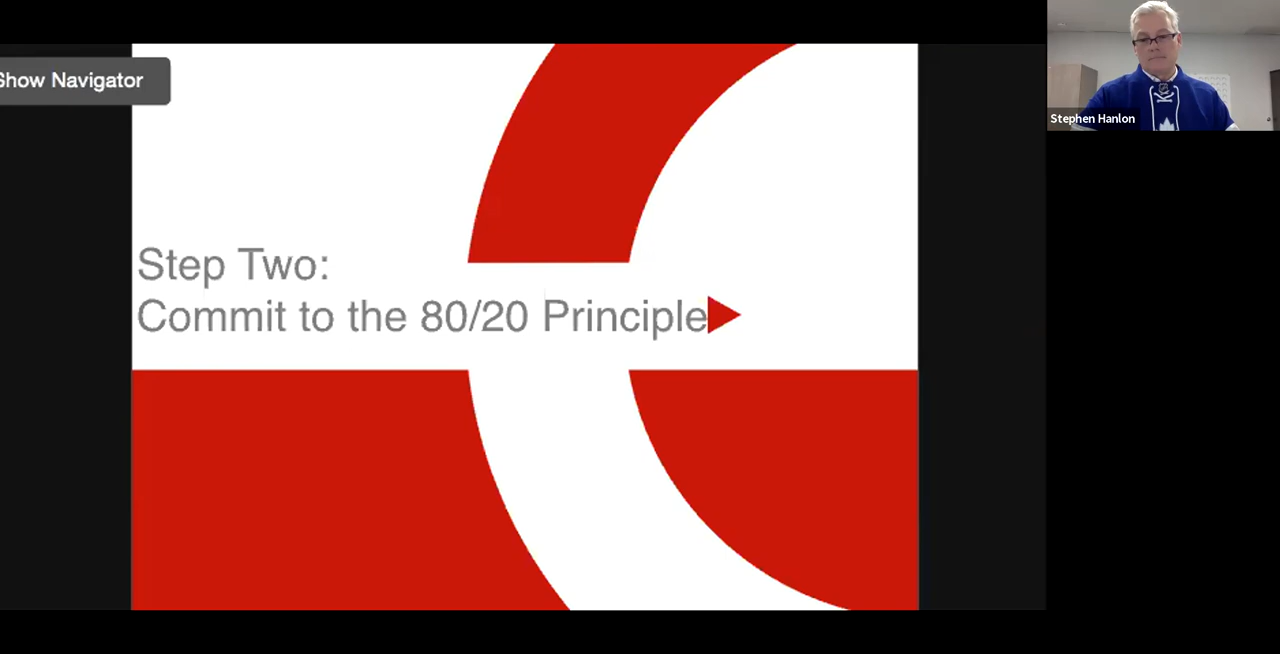 Show Navigator
Step Two:
Commit to the 80/20 Principle
Stephen Hanlon